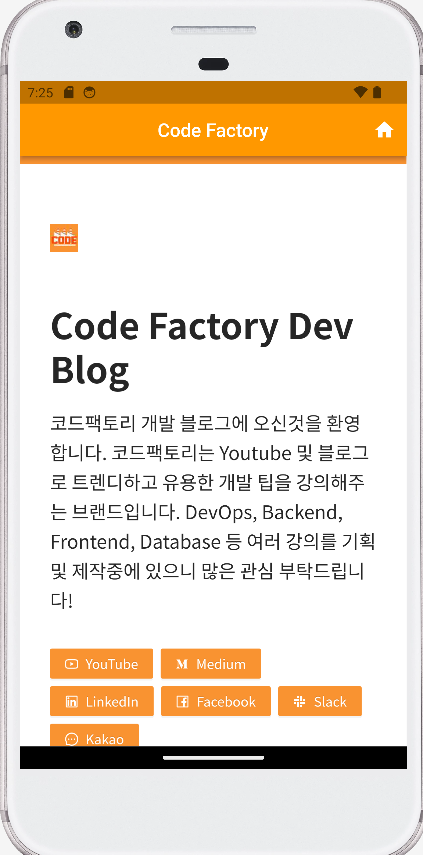 7:25
Code Factory
CODE
Code Factory Dev
Blog
코드팩토리 개발 블로그에 오신것을 환영
합니다. 코드팩토리는 Youtube 및 블로그
로 트렌디하고 유용한 개발 팁을 강의해주
는 브랜드입니다. DevOps, Backend,
Frontend, Database 등 여러 강의를 기획
및 제작중에 있으니 많은 관심 부탁드립니
다!
YouTube
Medium
LinkedIn
Facebook
Slack
Kakao